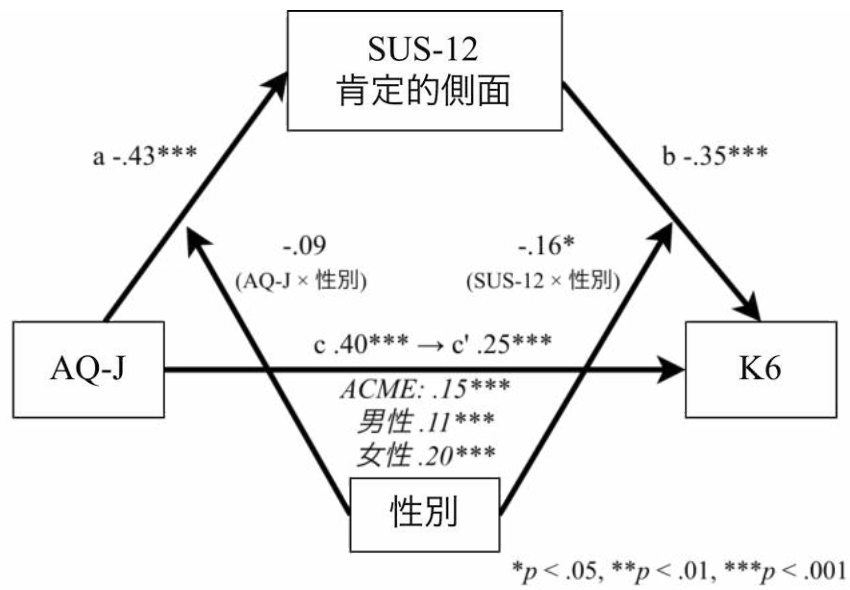 SUS-12
肯定的側面
a -.43***
b -.35***
-.09
(AQ-J × 性別)
-.16*
(SUS-12 × 性別)
AQ-J
c .40*** → c' .25***
K6
ACME: .15***
男性 .11***
女性 .20***
性別
*p < .05, **p < .01, ***p < .001